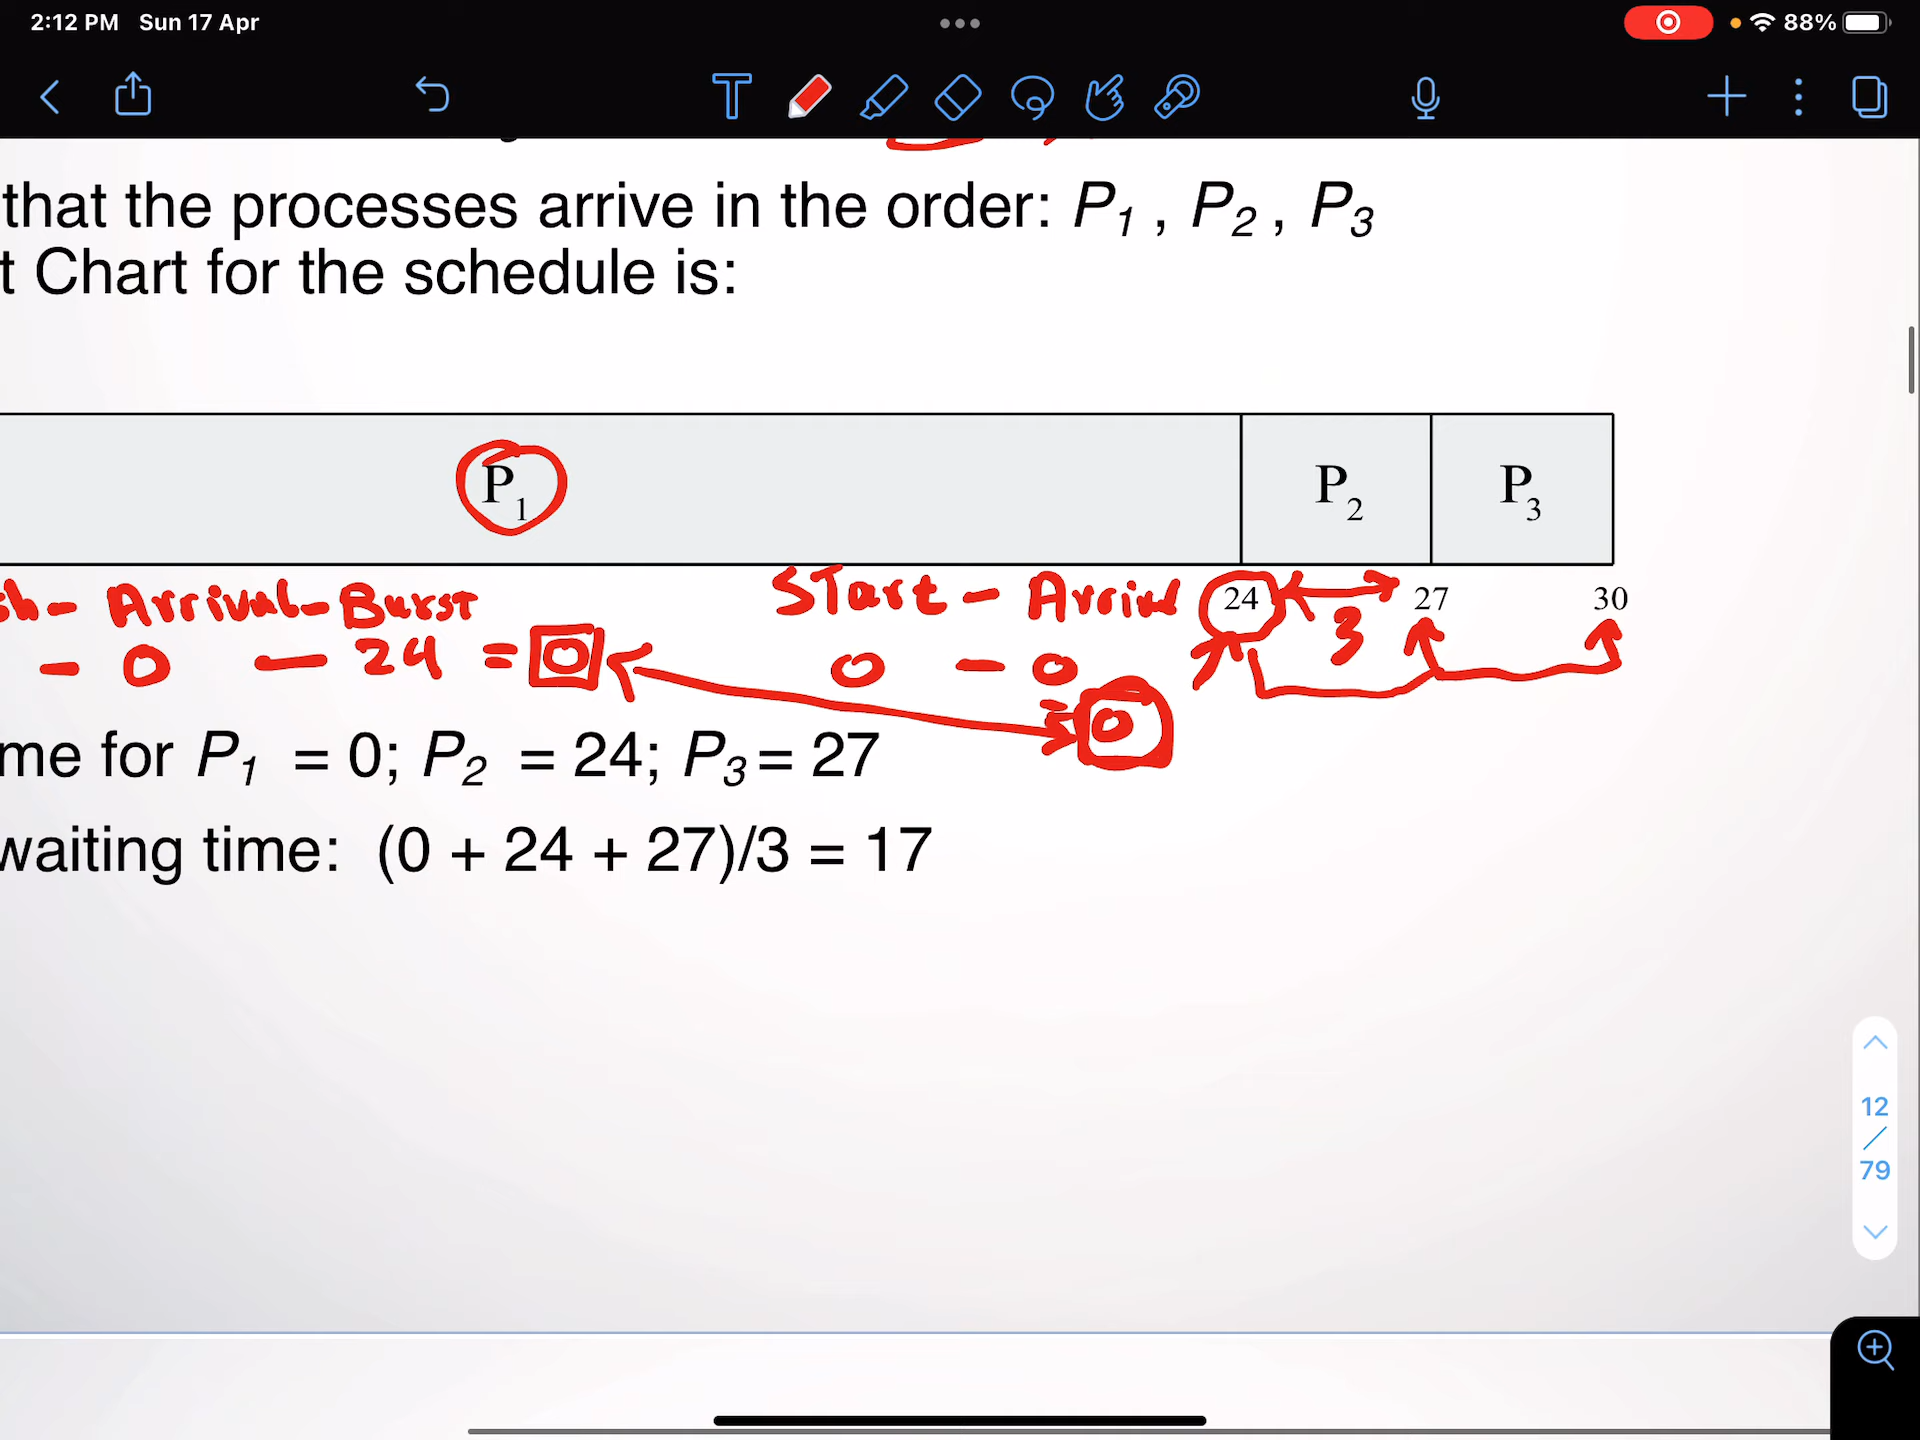 2:12 PM Sun 17 Apr
88%
that the processes arrive in the order: P1 , P2 , P3
t Chart for the schedule is:
P1 P2 P3
24 27 30
- Arrival - Burst Start - Arrival
3
- 0 - 24 = 0 0 - 0
= 0
me for P1 = 0; P2 = 24; P3 = 27
waiting time: (0 + 24 + 27)/3 = 17
12
/
79